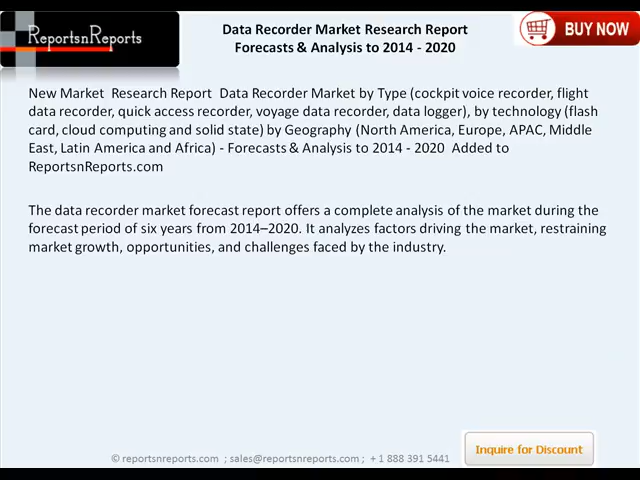 ReportsnReports
Data Recorder Market Research Report
Forecasts & Analysis to 2014 - 2020
BUY NOW
New Market Research Report Data Recorder Market by Type (cockpit voice recorder, flight
data recorder, quick access recorder, voyage data recorder, data logger), by technology (flash
card, cloud computing and solid state) by Geography (North America, Europe, APAC, Middle
East, Latin America and Africa) - Forecasts & Analysis to 2014 - 2020 Added to
ReportsnReports.com
The data recorder market forecast report offers a complete analysis of the market during the
forecast period of six years from 2014–2020. It analyzes factors driving the market, restraining
market growth, opportunities, and challenges faced by the industry.
© reportsnreports.com ; sales@reportsnreports.com ; + 1 888 391 5441
Inquire for Discount